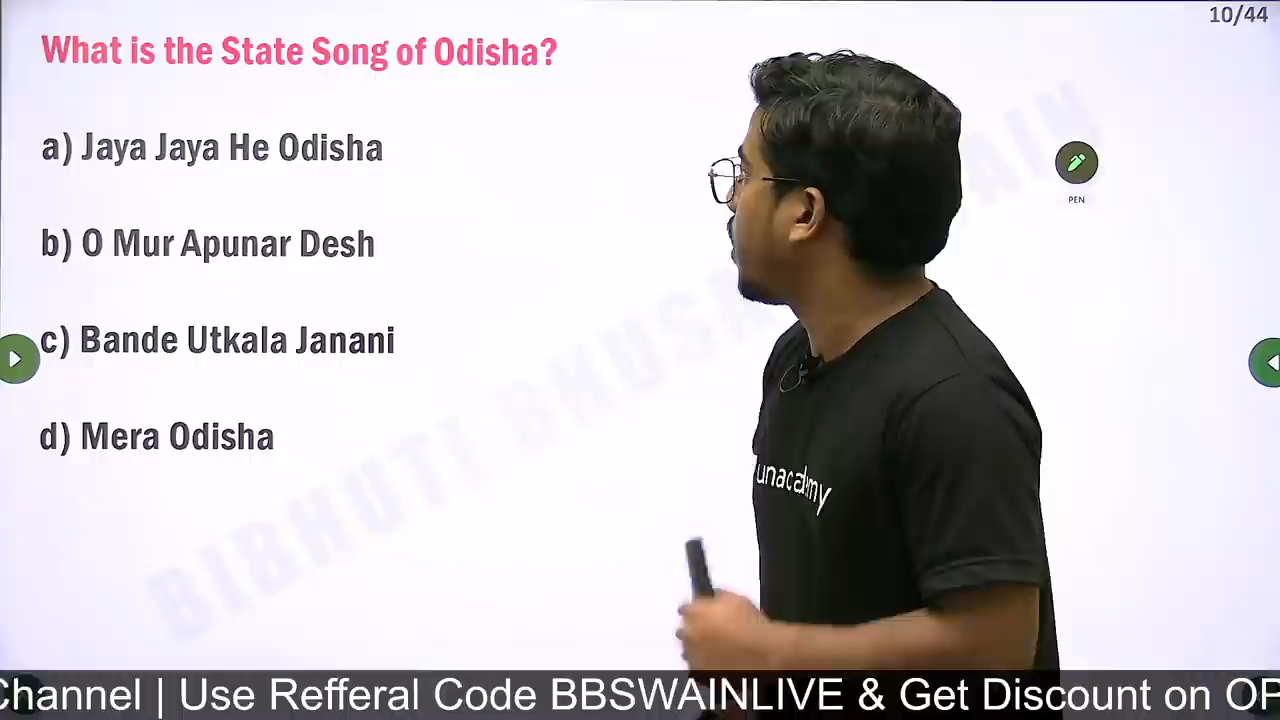 10/44
What is the State Song of Odisha?
a) Jaya Jaya He Odisha
PEN
b) O Mur Apunar Desh
c) Bande Utkala Janani
d) Mera Odisha
unacademy
Channel | Use Refferal Code BBSWAINLIVE & Get Discount on OP